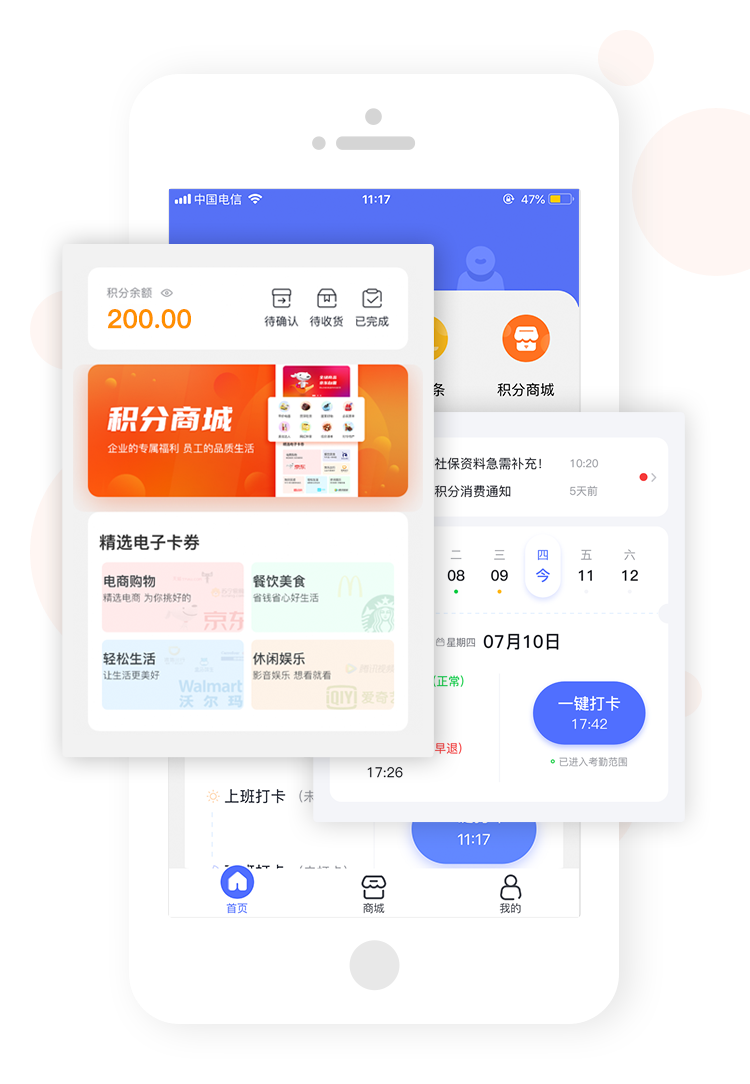 中国电信
11:17
47%
积分余额
200.00
待确认
待收货
已完成
条
积分商城
积分商城
企业的专属福利 员工的品质生活
精选电子卡券
电商购物
精选电商 为你挑好的
京东
餐饮美食
省钱省心好生活
轻松生活
让生活更美好
Walmart
沃尔玛
休闲娱乐
影音娱乐 想看就看
QIY 爱奇艺
社保资料急需补充！
10:20
积分消费通知
5天前
二
三
四
五
六
08
09
今
11
12
星期四
07月10日
(正常)
一键打卡
17:42
已进入考勤范围
早退)
17:26
上班打卡
11:17
首页
商城
我的